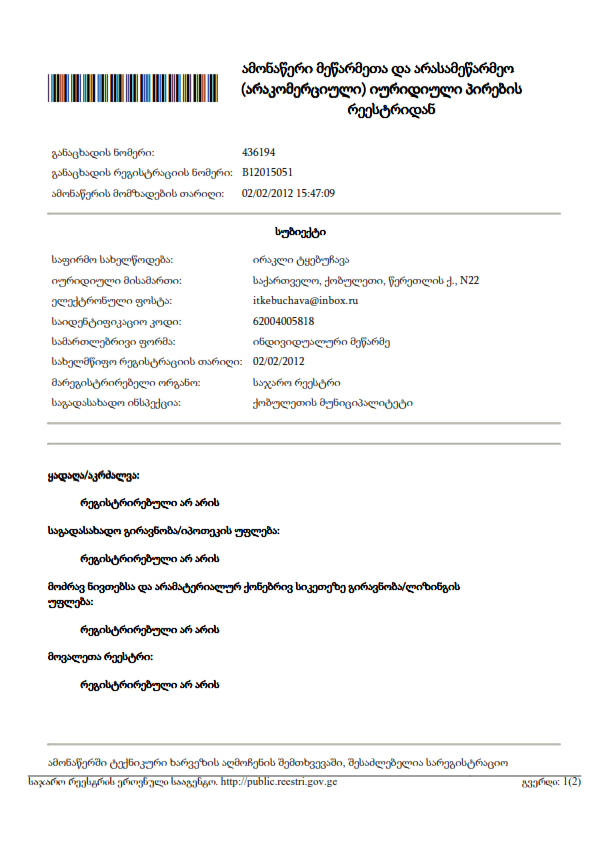 ამონაწერი მეწარმეთა და არასამეწარმეო
(არაკომერციული) იურიდიული პირების
რეესტრიდან
განაცხადის ნომერი: 436194
განაცხადის რეგისტრაციის ნომერი: B12015051
ამონაწერის მომზადების თარიღი: 02/02/2012 15:47:09
სუბიექტი
საფირმო სახელწოდება: ირაკლი ტყებუჩავა
იურიდიული მისამართი: საქართველო, ქობულეთი, წერეთლის ქ., N22
ელექტრონული ფოსტა: itkebuchava@inbox.ru
საიდენტიფიკაციო კოდი: 62004005818
სამართლებრივი ფორმა: ინდივიდუალური მეწარმე
სახელმწიფო რეგისტრაციის თარიღი: 02/02/2012
მარეგისტრირებელი ორგანო: საჯარო რეესტრი
საგადასახადო ინსპექცია: ქობულეთის მუნიციპალიტეტი
ყადაღა/აკრძალვა:
რეგისტრირებული არ არის
საგადასახადო გირავნობა/იპოთეკის უფლება:
რეგისტრირებული არ არის
მოძრავ ნივთებსა და არამატერიალურ ქონებრივ სიკეთეზე გირავნობა/ლიზინგის
უფლება:
რეგისტრირებული არ არის
მოვალეთა რეესტრი:
რეგისტრირებული არ არის
ამონაწერში ტექნიკური ხარვეზის აღმოჩენის შემთხვევაში, შესაძლებელია სარეგისტრაციო
საჯარო რეესტრის ეროვნული სააგენტო. http://public.reestri.gov.ge გვერდი: 1(2)